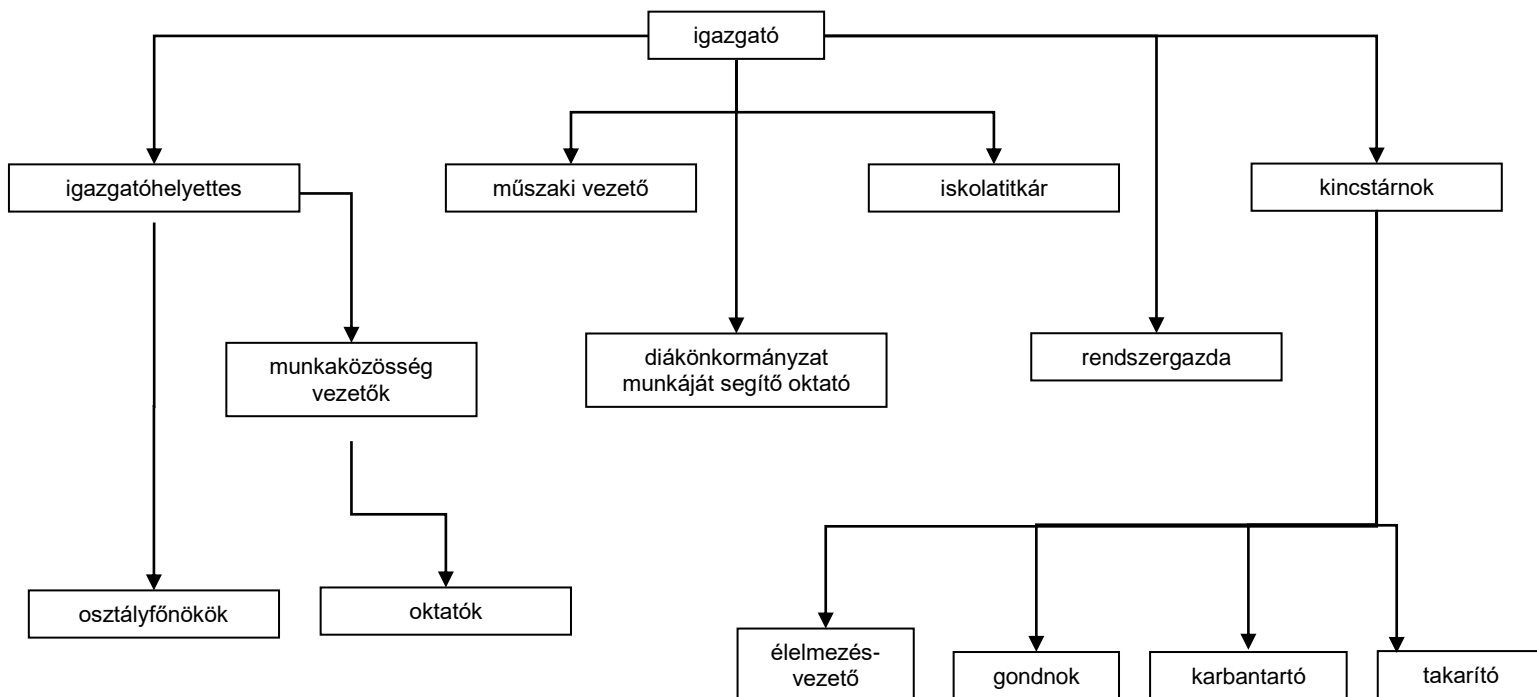 igazgató
igazgatóhelyettes
műszaki vezető
iskolatitkár
kincstárnok
munkaközösség
vezetők
diákönkormányzat
munkáját segítő oktató
rendszergazda
osztályfőnökök
oktatók
élelmezés-
vezető
gondnok
karbantartó
takarító